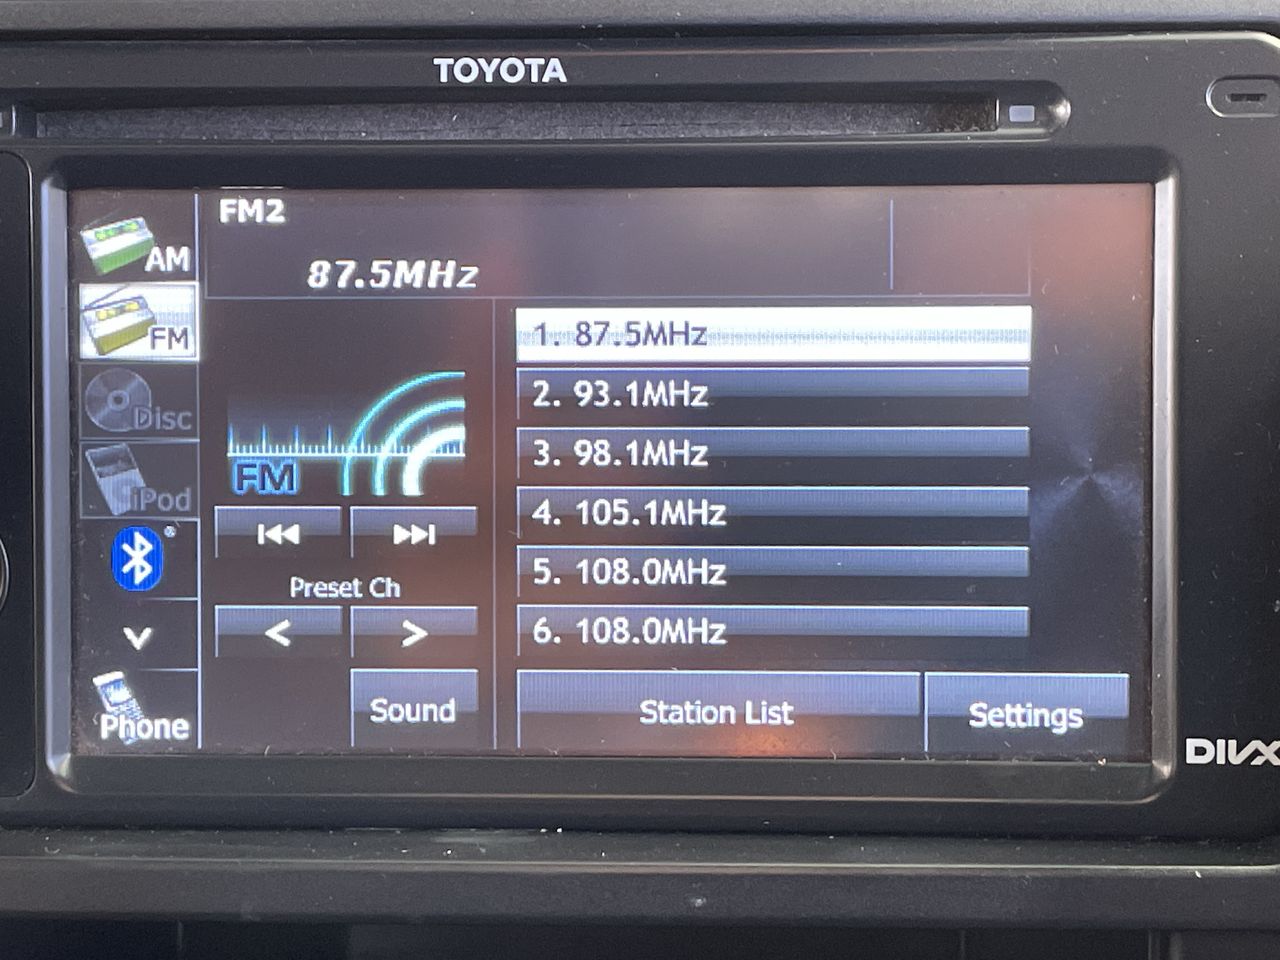 TOYOTA
FM2
87.5MHz
AM
FM
Disc
iPod
Phone
FM
Preset Ch
<
>
Sound
1. 87.5MHz
2. 93.1MHz
3. 98.1MHz
4. 105.1MHz
5. 108.0MHz
6. 108.0MHz
Station List
Settings
DIVX